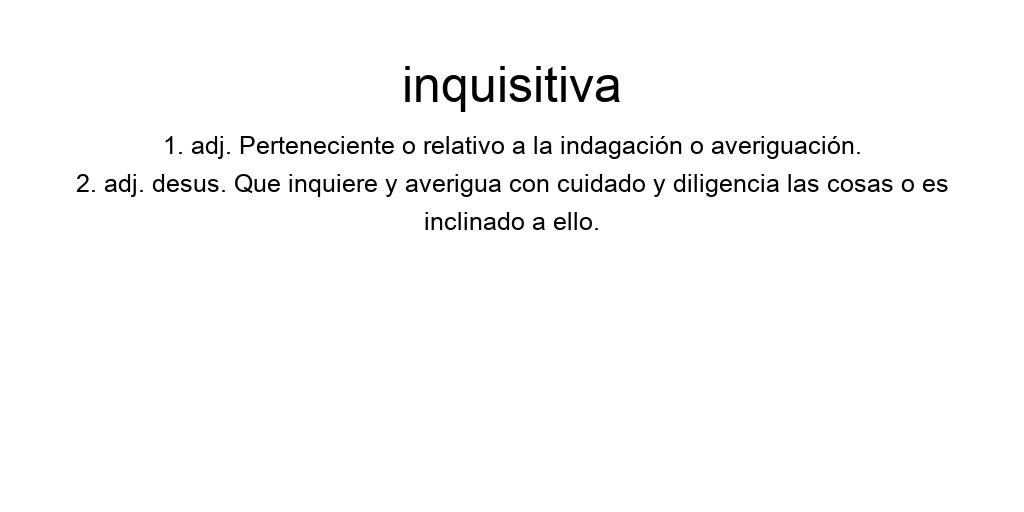 inquisitiva
1. adj. Perteneciente o relativo a la indagación o averiguación.
2. adj. desus. Que inquiere y averigua con cuidado y diligencia las cosas o es
inclinado a ello.